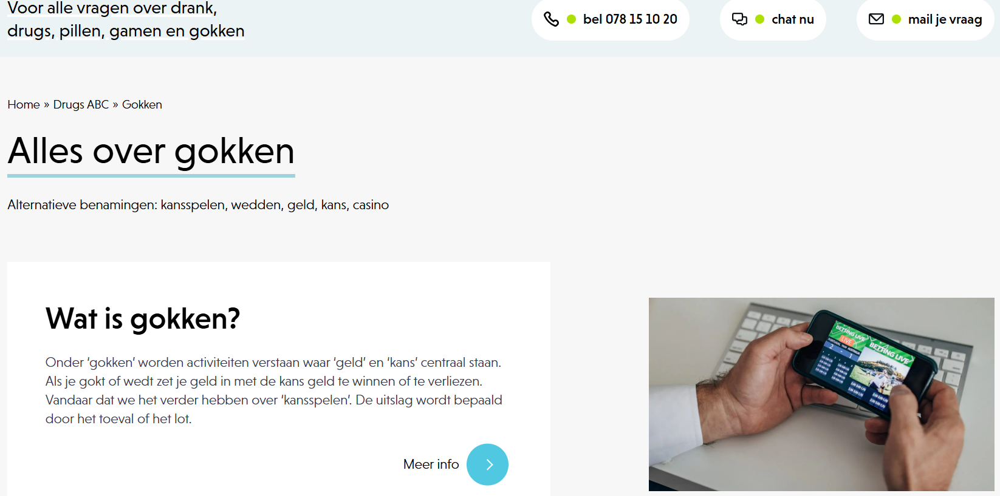 Voor alle vragen over drank,
drugs, pillen, gamen en gokken
bel 078 15 10 20
chat nu
mail je vraag
Home » Drugs ABC » Gokken
Alles over gokken
Alternatieve benamingen: kansspelen, wedden, geld, kans, casino
Wat is gokken?
Onder ‘gokken’ worden activiteiten verstaan waar ‘geld’ en ‘kans’ centraal staan.
Als je gokt of wedt zet je geld in met de kans geld te winnen of te verliezen.
Vandaar dat we het verder hebben over ‘kansspelen’. De uitslag wordt bepaald
door het toeval of het lot.
Meer info
BETTING LIVE
LIVE
BETTING LIVE